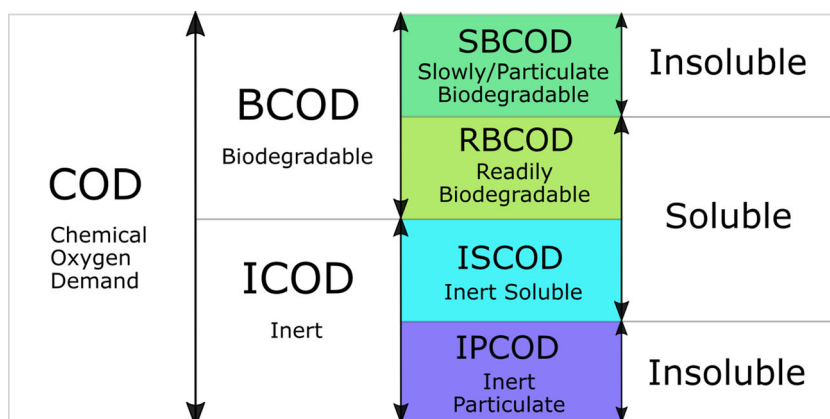 COD
Chemical
Oxygen
Demand
BCOD
Biodegradable
ICOD
Inert
SBCOD
Slowly/Particulate
Biodegradable
RBCOD
Readily
Biodegradable
ISCOD
Inert Soluble
IPCOD
Inert
Particulate
Insoluble
Soluble
Insoluble